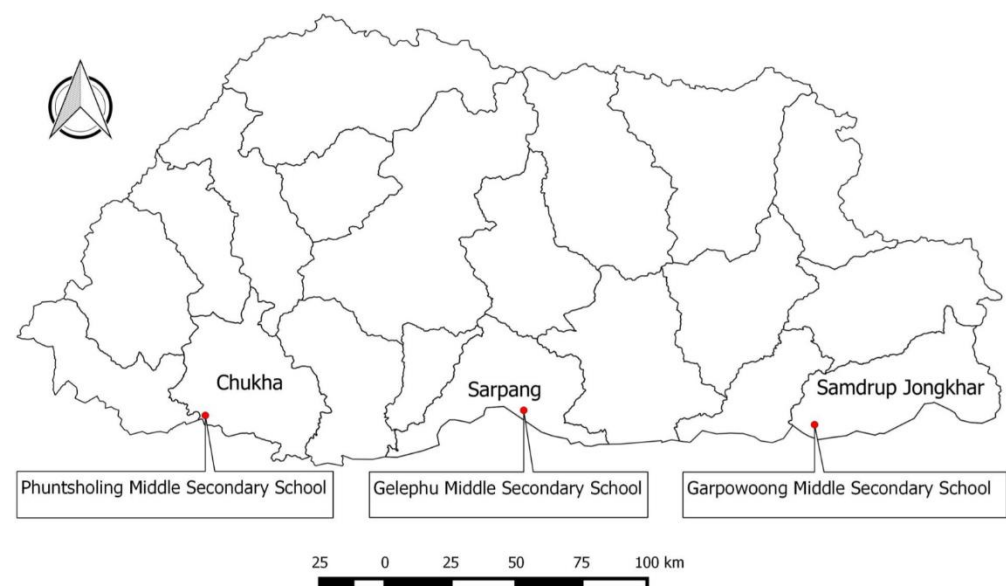 Chukha
Sarpang
Samdrup Jongkhar
Phuntsholing Middle Secondary School
Gelephu Middle Secondary School
Garpowoong Middle Secondary School
25 0 25 50 75 100 km